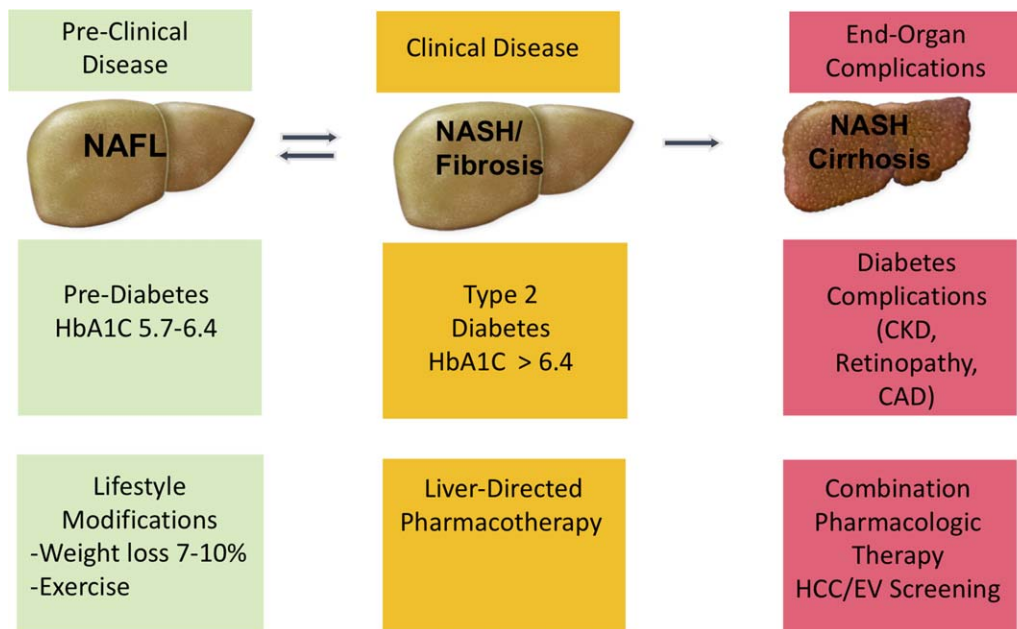 Pre-Clinical
Disease
Clinical Disease
End-Organ
Complications
NAFL
NASH/
Fibrosis
NASH
Cirrhosis
Pre-Diabetes
HbA1C 5.7-6.4
Type 2
Diabetes
HbA1C > 6.4
Diabetes
Complications
(CKD,
Retinopathy,
CAD)
Lifestyle
Modifications
-Weight loss 7-10%
-Exercise
Liver-Directed
Pharmacotherapy
Combination
Pharmacologic
Therapy
HCC/EV Screening